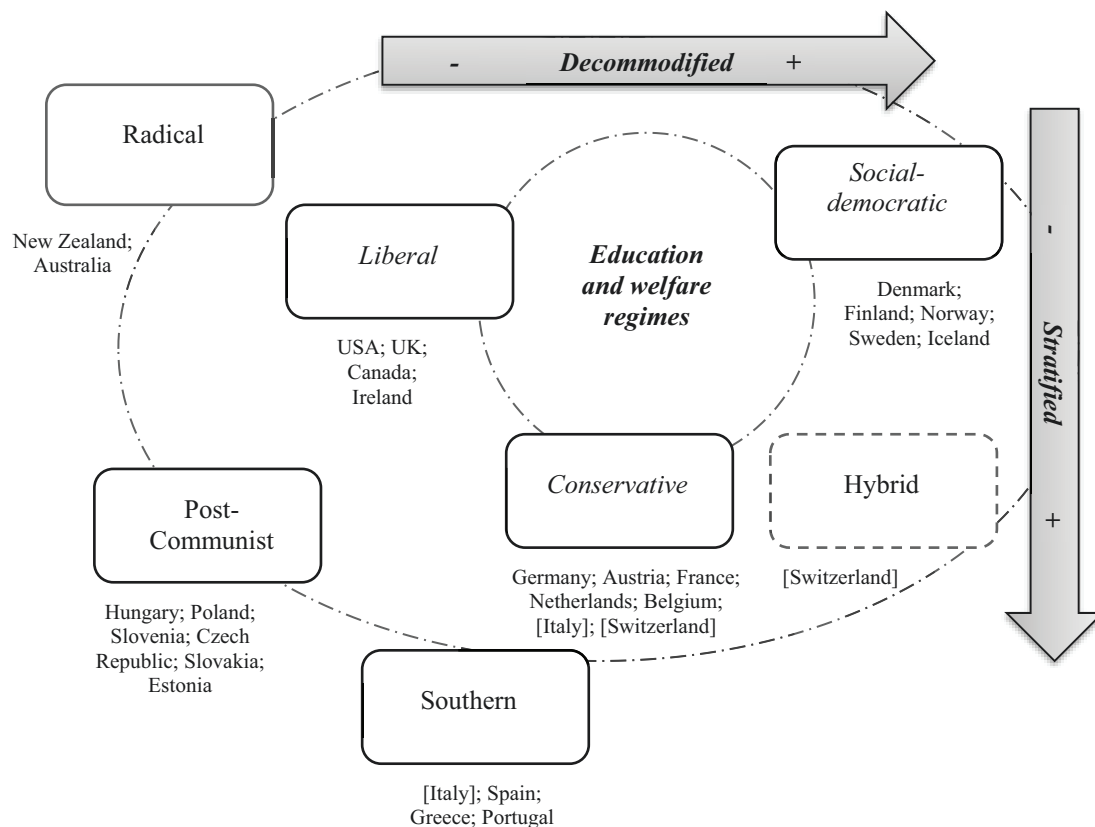 - Decommodified +
Radical
New Zealand;
Australia
Social-
democratic
Denmark;
Finland; Norway;
Sweden; Iceland
Liberal
USA; UK;
Canada;
Ireland
Education
and welfare
regimes
- Stratified +
Post-
Communist
Hungary; Poland;
Slovenia; Czech
Republic; Slovakia;
Estonia
Conservative
Germany; Austria; France;
Netherlands; Belgium;
[Italy]; [Switzerland]
Hybrid
[Switzerland]
Southern
[Italy]; Spain;
Greece; Portugal